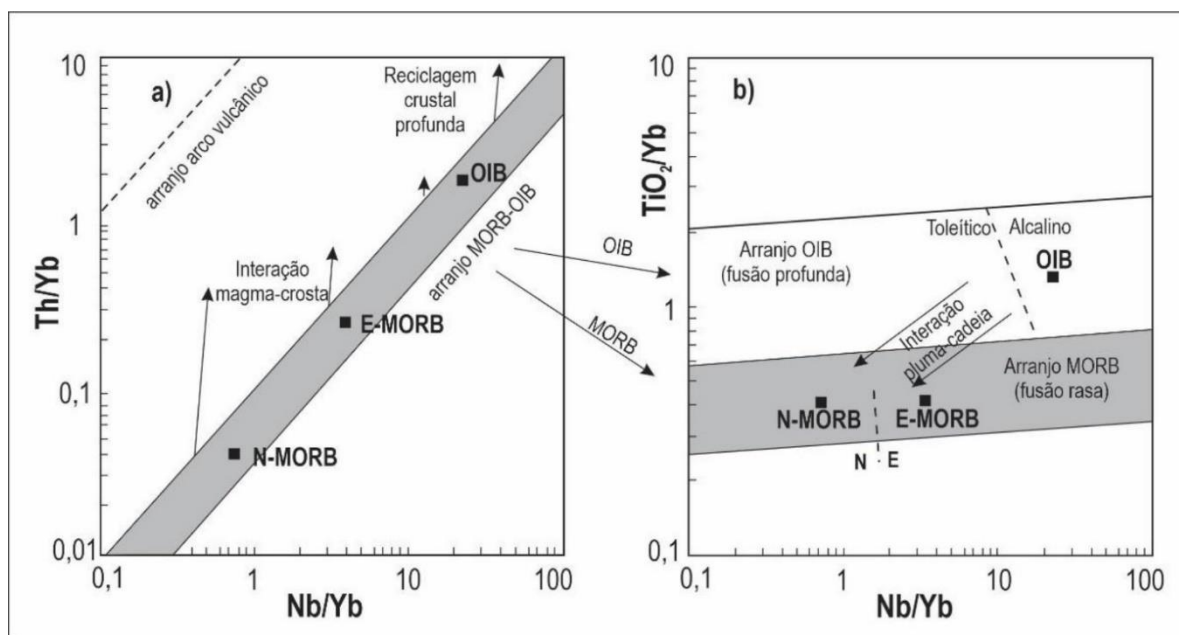 a)
Th/Yb
10
1
0,1
0,01
0,1
1
10
100
Nb/Yb
arranjo arco vulcânico
Reciclagem
crustal
profunda
OIB
arranjo MORB-OIB
Interação
magma-crosta
E-MORB
N-MORB
OIB
MORB
b)
TiO₂/Yb
10
1
0,1
0,1
1
10
100
Nb/Yb
Toleítico
Alcalino
Arranjo OIB
(fusão profunda)
OIB
Interação
pluma-cadeia
Arranjo MORB
(fusão rasa)
N-MORB
E-MORB
N
E